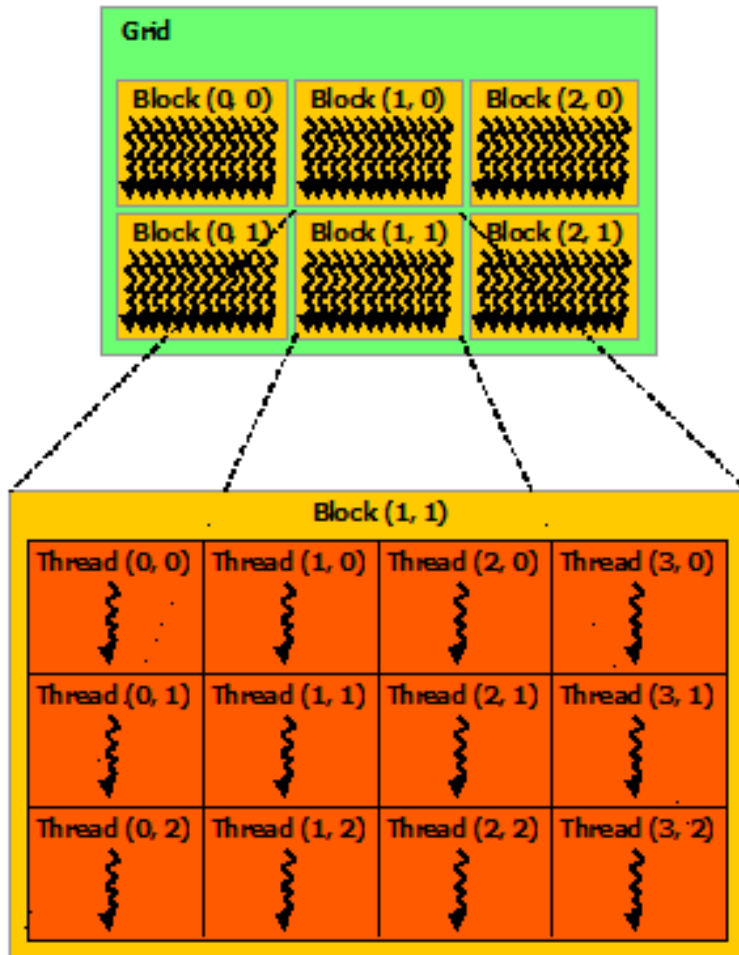 Grid
Block (0, 0) Block (1, 0) Block (2, 0)
Block (0, 1) Block (1, 1) Block (2, 1)
Block (1, 1)
Thread (0, 0) Thread (1, 0) Thread (2, 0) Thread (3, 0)
Thread (0, 1) Thread (1, 1) Thread (2, 1) Thread (3, 1)
Thread (0, 2) Thread (1, 2) Thread (2, 2) Thread (3, 2)